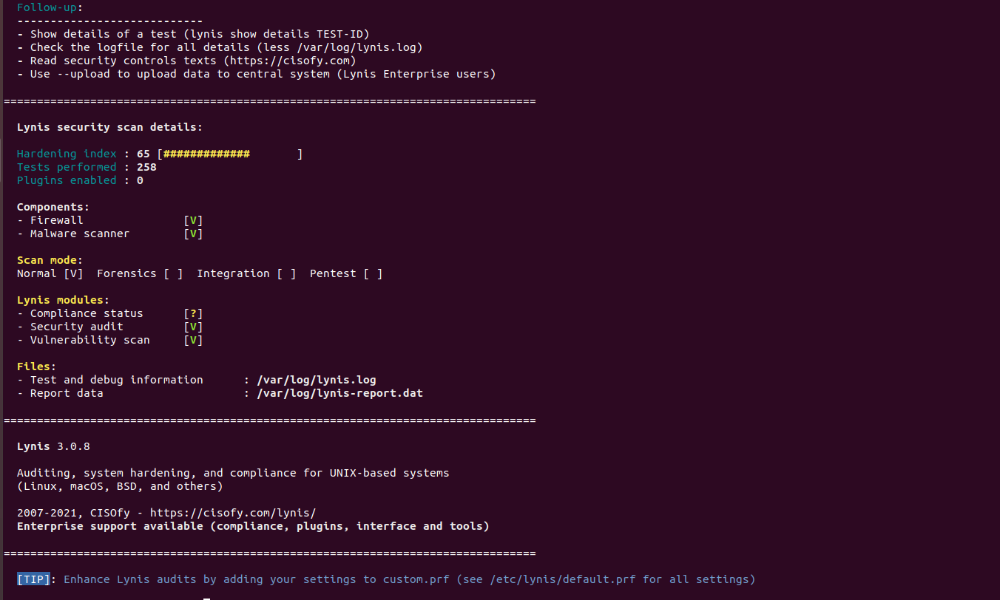 Follow-up:
----------------------------
- Show details of a test (lynis show details TEST-ID)
- Check the logfile for all details (less /var/log/lynis.log)
- Read security controls texts (https://cisofy.com)
- Use --upload to upload data to central system (Lynis Enterprise users)
================================================================================
Lynis security scan details:
Hardening index : 65 [#############       ]
Tests performed : 258
Plugins enabled : 0
Components:
- Firewall               [V]
- Malware scanner        [V]
Scan mode:
Normal [V]  Forensics [ ]  Integration [ ]  Pentest [ ]
Lynis modules:
- Compliance status      [?]
- Security audit         [V]
- Vulnerability scan     [V]
Files:
- Test and debug information      : /var/log/lynis.log
- Report data                     : /var/log/lynis-report.dat
================================================================================
Lynis 3.0.8
Auditing, system hardening, and compliance for UNIX-based systems
(Linux, macOS, BSD, and others)
2007-2021, CISOfy - https://cisofy.com/lynis/
Enterprise support available (compliance, plugins, interface and tools)
================================================================================
[TIP]: Enhance Lynis audits by adding your settings to custom.prf (see /etc/lynis/default.prf for all settings)